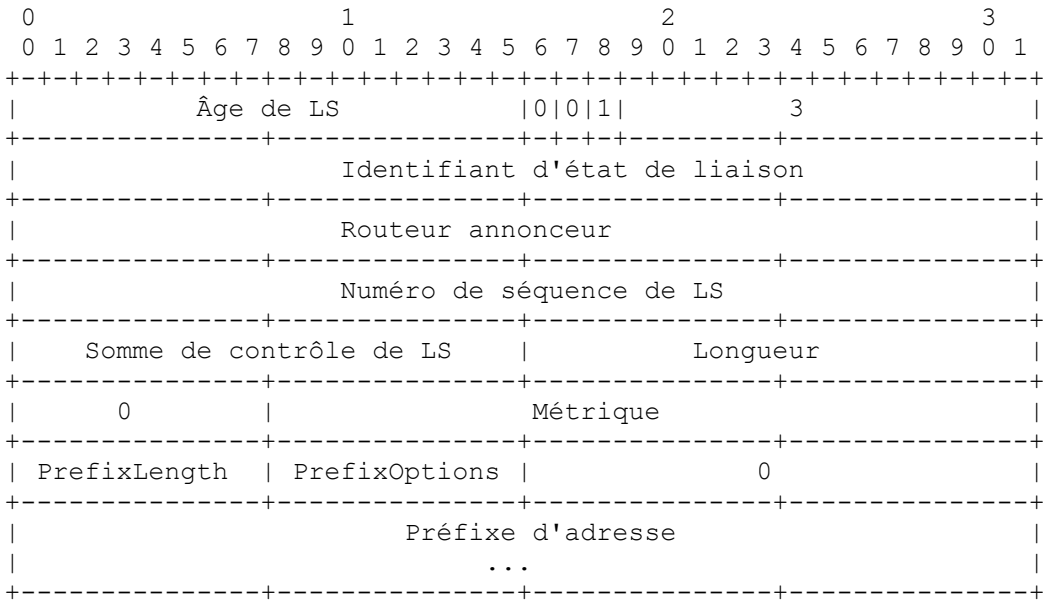 0                   1                   2                   3
0 1 2 3 4 5 6 7 8 9 0 1 2 3 4 5 6 7 8 9 0 1 2 3 4 5 6 7 8 9 0 1
+-+-+-+-+-+-+-+-+-+-+-+-+-+-+-+-+-+-+-+-+-+-+-+-+-+-+-+-+-+-+-+-+
|           Âge de LS           |0|0|1|          3              |
+---------------+---------------+-+-+-+---------+---------------+
|                    Identifiant d'état de liaison              |
+---------------+---------------+---------------+---------------+
|                    Routeur annonceur                          |
+---------------+---------------+---------------+---------------+
|                    Numéro de séquence de LS                   |
+---------------+---------------+---------------+---------------+
|    Somme de contrôle de LS    |          Longueur             |
+---------------+---------------+---------------+---------------+
|      0        |                Métrique                       |
+---------------+---------------+---------------+---------------+
| PrefixLength  | PrefixOptions |              0                |
+---------------+---------------+---------------+---------------+
|                        Préfixe d'adresse                      |
|                             ...                               |
+---------------+---------------+---------------+---------------+